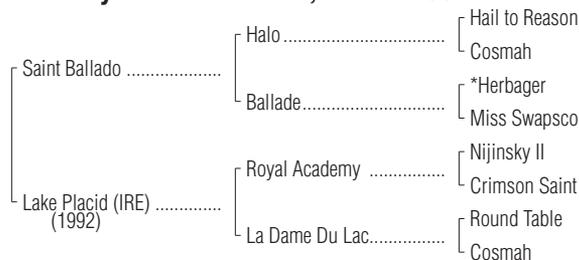 Hail to Reason
Halo
Cosmah
Saint Ballado
*Herbager
Ballade
Miss Swapsco
Nijinsky II
Royal Academy
Crimson Saint
Lake Placid (IRE)
(1992)
Round Table
La Dame Du Lac
Cosmah